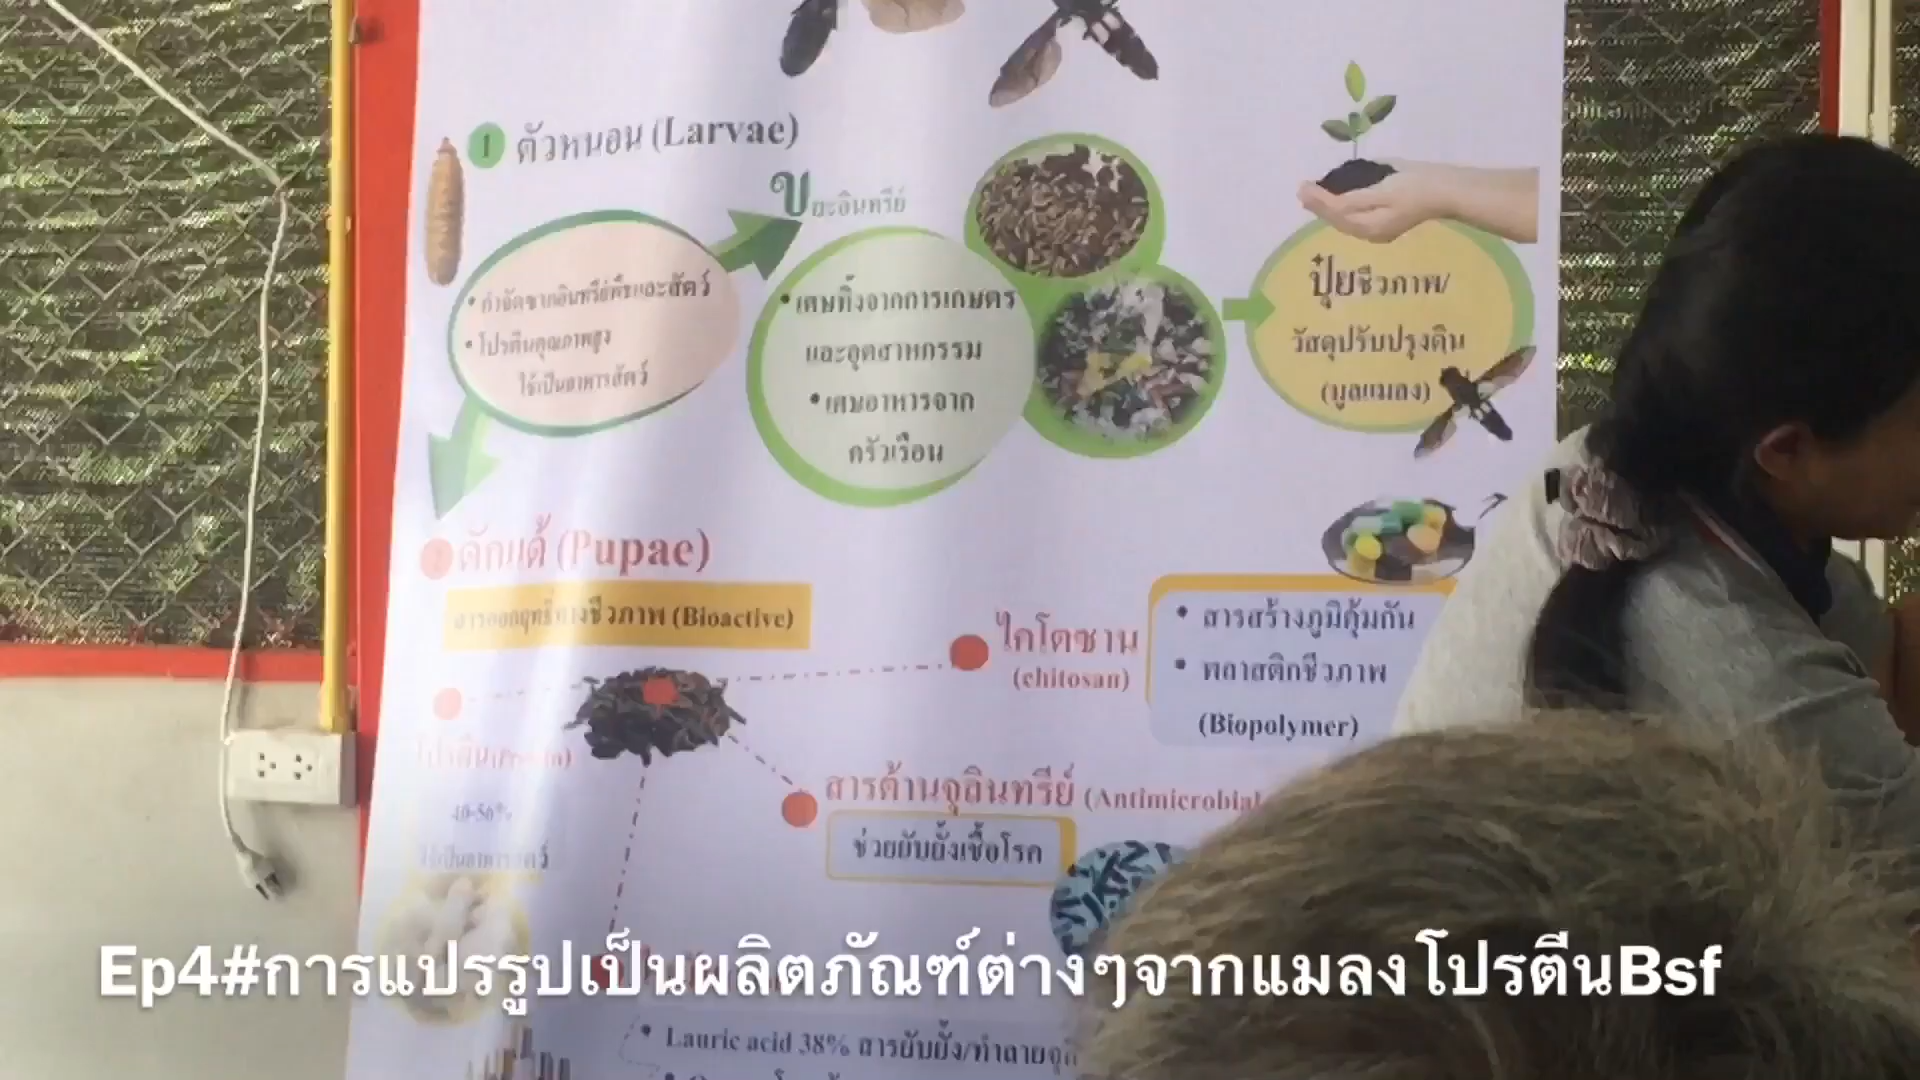 1 ตัวหนอน (Larvae)
ขยะอินทรีย์
• กำจัดซากอินทรีย์พืชและสัตว์
• โปรตีนคุณภาพสูง
ใช้เป็นอาหารสัตว์
• เศษทิ้งจากการเกษตร
และอุตสาหกรรม
• เศษอาหารจาก
ครัวเรือน
ปุ๋ยชีวภาพ/
วัสดุปรับปรุงดิน
(มูลแมลง)
2 ดักแด้ (Pupae)
สารออกฤทธิ์ทางชีวภาพ (Bioactive)
ไคโตซาน
(chitosan)
• สารสร้างภูมิคุ้มกัน
• พลาสติกชีวภาพ
(Biopolymer)
โปรตีน(Protein)
40-56%
ใช้เป็นอาหารสัตว์
สารต้านจุลินทรีย์ (Antimicrobial
ช่วยยับยั้งเชื้อโรค
Ep4#การแปรรูปเป็นผลิตภัณฑ์ต่างๆจากแมลงโปรตีนBsf
• Lauric acid 38% สารยับยั้ง/ทำลายจุลิ